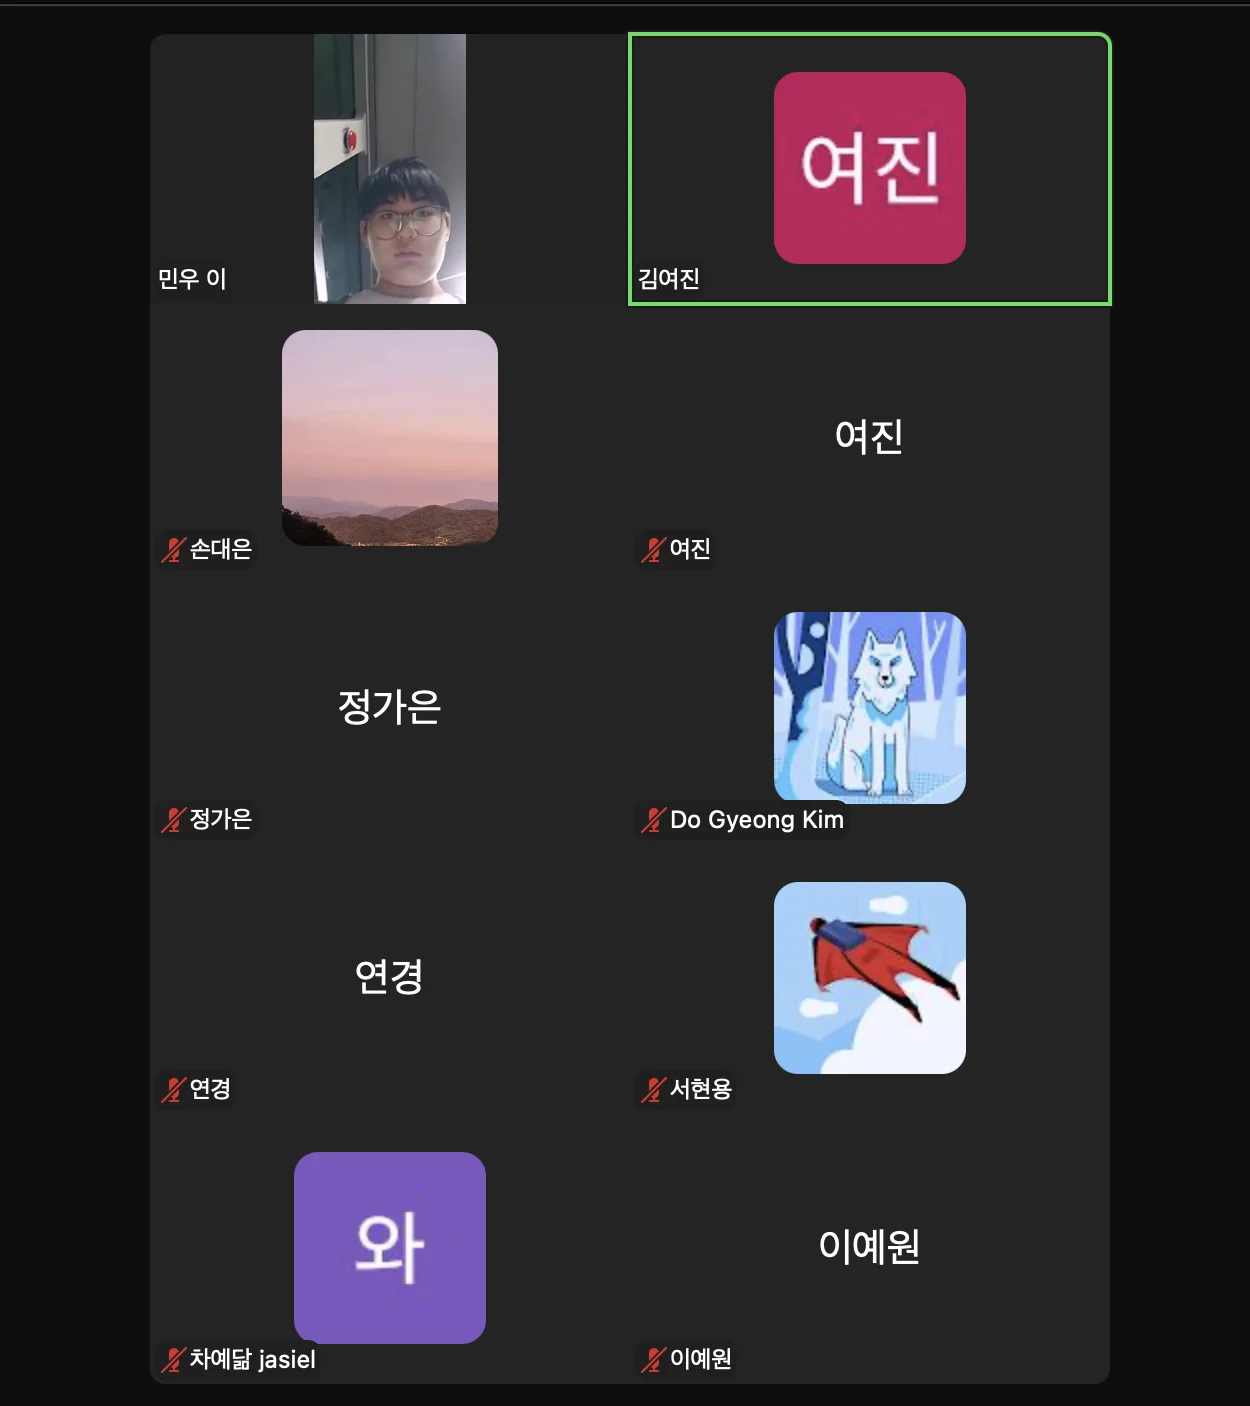 민우 이
여진
김여진
손대은
여진
여진
정가은
정가은
Do Gyeong Kim
연경
연경
서현용
와
차예닮 jasiel
이예원
이예원